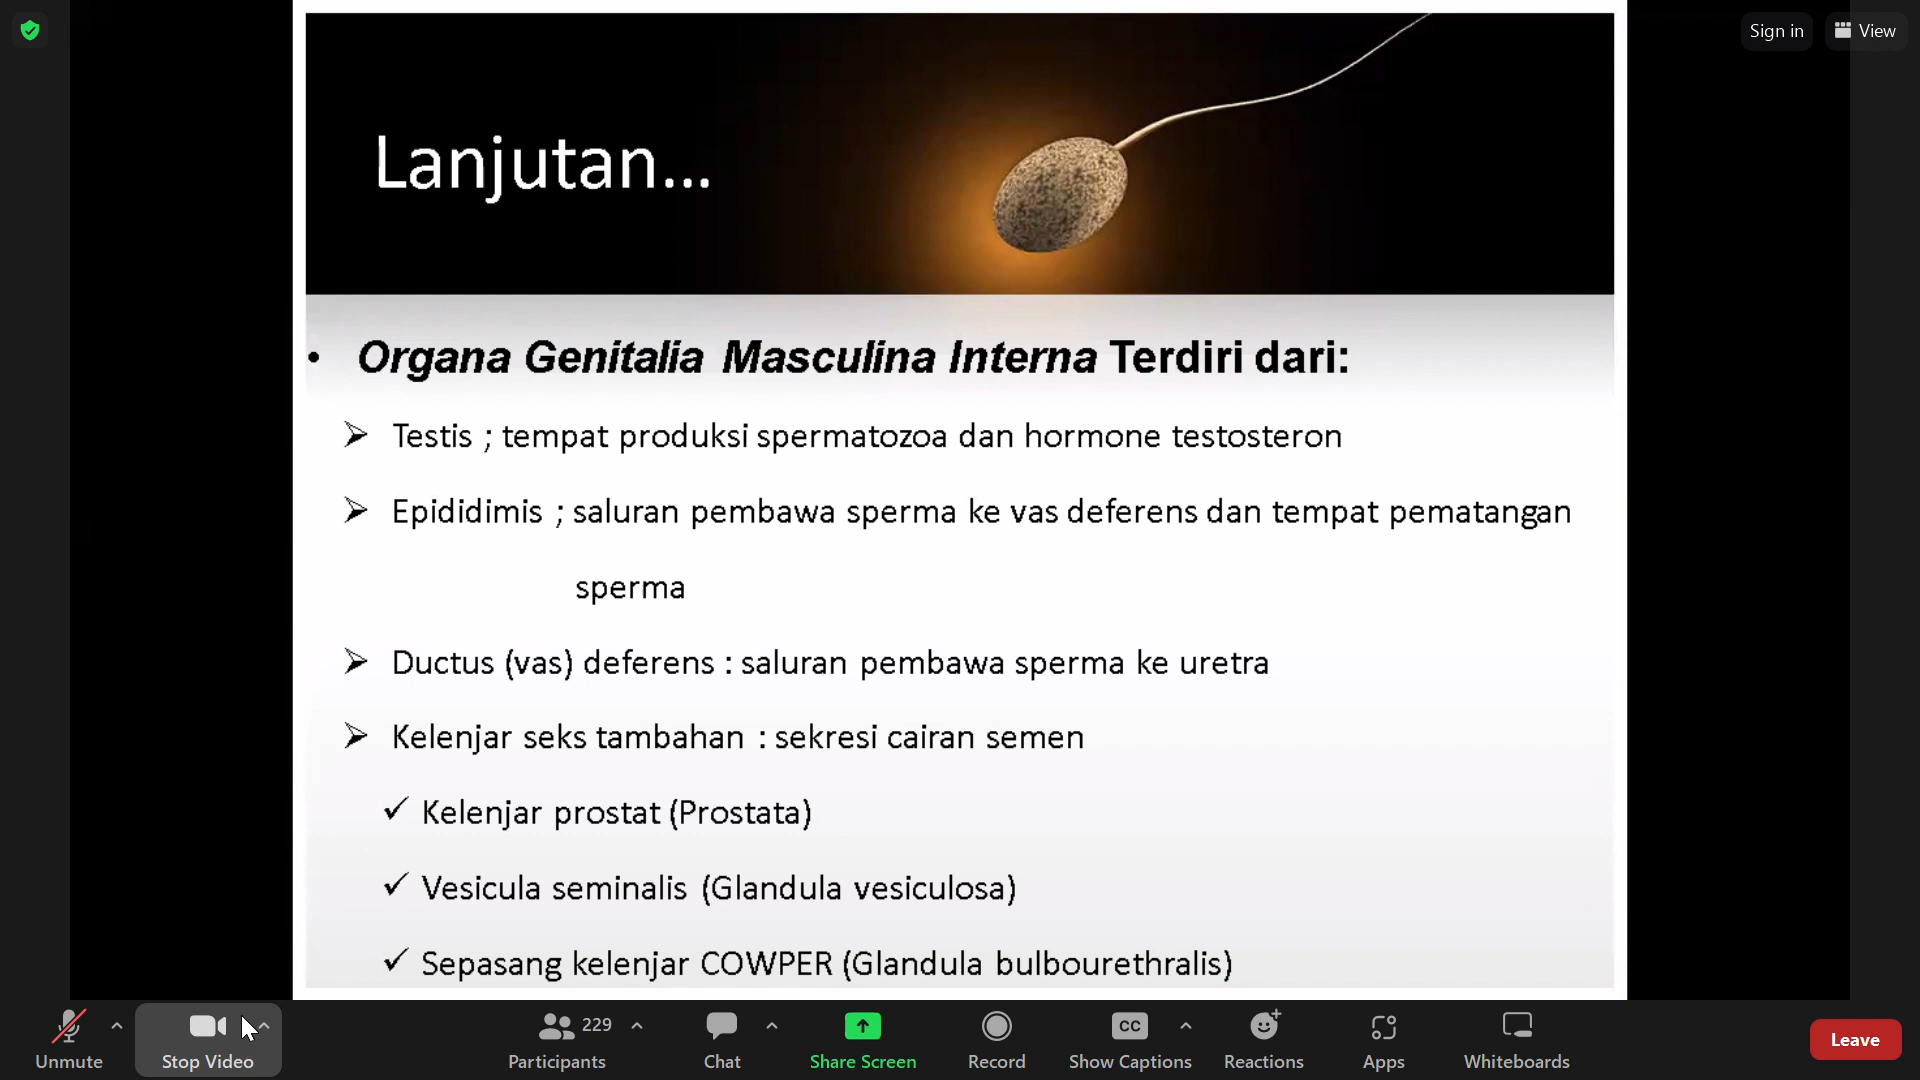 Sign in
View
Lanjutan...
• Organa Genitalia Masculina Interna Terdiri dari:
➢ Testis ; tempat produksi spermatozoa dan hormone testosteron
➢ Epididimis ; saluran pembawa sperma ke vas deferens dan tempat pematangan
sperma
➢ Ductus (vas) deferens : saluran pembawa sperma ke uretra
➢ Kelenjar seks tambahan : sekresi cairan semen
✓ Kelenjar prostat (Prostata)
✓ Vesicula seminalis (Glandula vesiculosa)
✓ Sepasang kelenjar COWPER (Glandula bulbourethralis)
229
CC
Unmute
Stop Video
Participants
Chat
Share Screen
Record
Show Captions
Reactions
Apps
Whiteboards
Leave